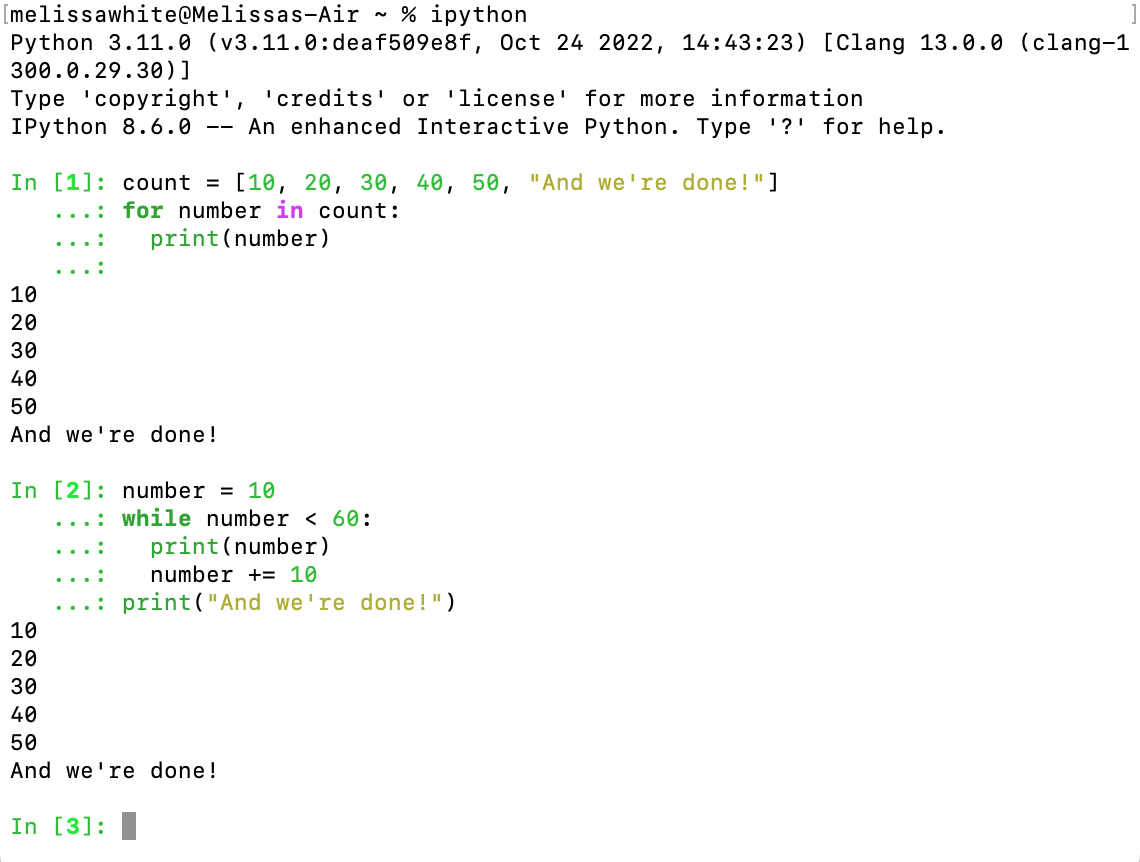 [melissawhite@Melissas-Air ~ % ipython ]
Python 3.11.0 (v3.11.0:deaf509e8f, Oct 24 2022, 14:43:23) [Clang 13.0.0 (clang-1
300.0.29.30)]
Type 'copyright', 'credits' or 'license' for more information
IPython 8.6.0 -- An enhanced Interactive Python. Type '?' for help.

In [1]: count = [10, 20, 30, 40, 50, "And we're done!"]
   ...: for number in count:
   ...:   print(number)
   ...:
10
20
30
40
50
And we're done!

In [2]: number = 10
   ...: while number < 60:
   ...:   print(number)
   ...:   number += 10
   ...: print("And we're done!")
10
20
30
40
50
And we're done!

In [3]: